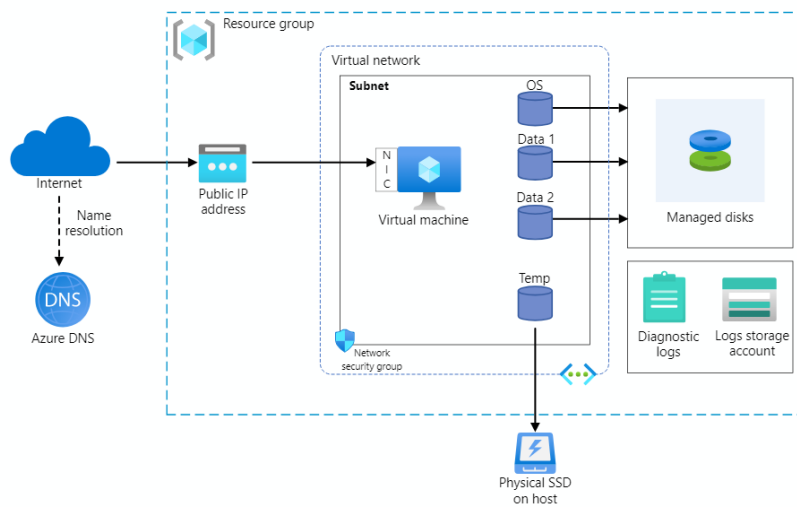 Resource group
Virtual network
Subnet
OS
Data 1
Data 2
Temp
N
I
C
Virtual machine
Public IP
address
Internet
Name
resolution
DNS
Azure DNS
Managed disks
Diagnostic
logs
Logs storage
account
Network
security group
Physical SSD
on host